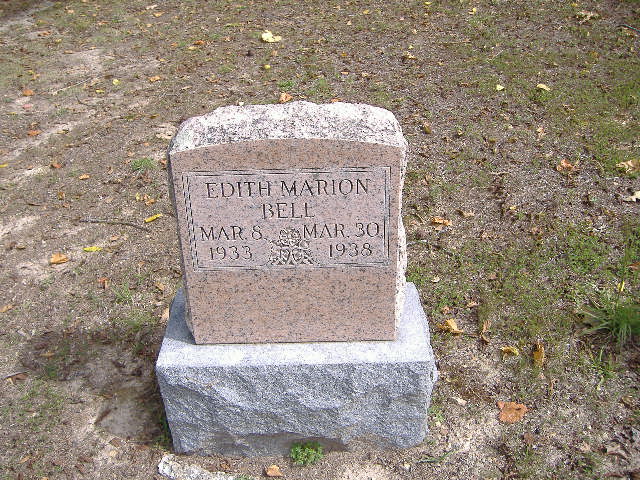 EDITH MARION
BELL
MAR. 8 MAR. 30
1933 1938